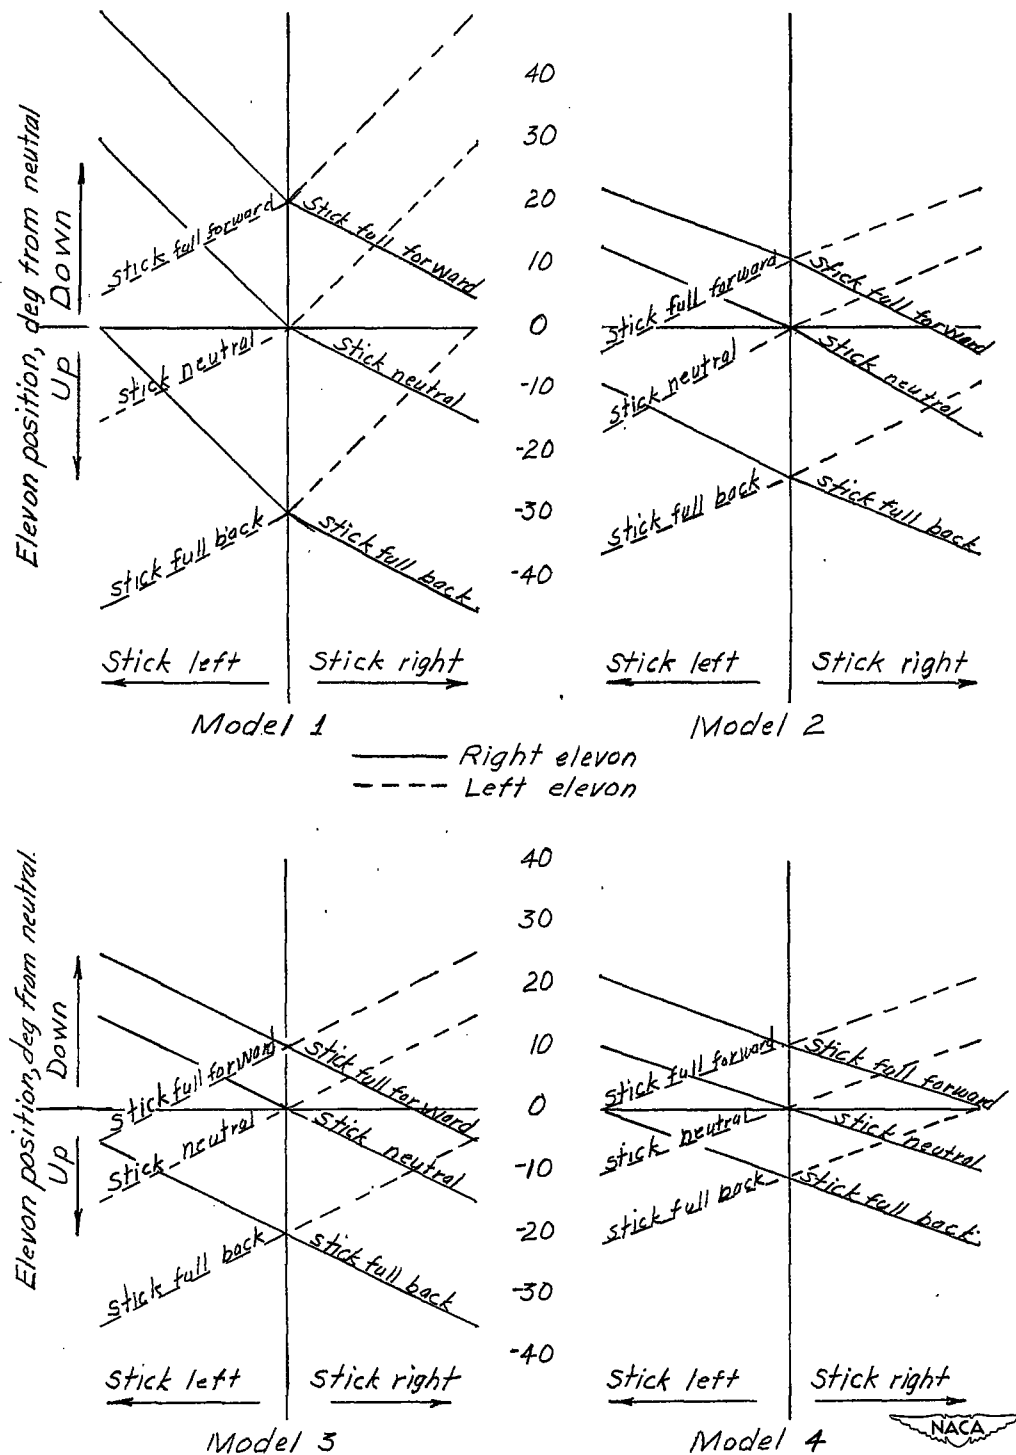 Elevon position, deg from neutral
Down
Up
40
30
20
10
0
-10
-20
-30
-40
stick full forward
Stick full forward
stick neutral
stick neutral
stick full back
stick full back
Stick left
Stick right
Model 1
stick full forward
stick full forward
stick neutral
stick neutral
stick full back
stick full back
Stick left
Stick right
Model 2
Right elevon
Left elevon
Elevon position, deg from neutral.
Down
Up
40
30
20
10
0
-10
-20
-30
-40
stick full forward
stick full forward
stick neutral
stick neutral
stick full back
stick full back
Stick left
Stick right
Model 3
stick full forward
stick full forward
stick neutral
stick neutral
stick full back
stick full back
Stick left
Stick right
Model 4
NACA